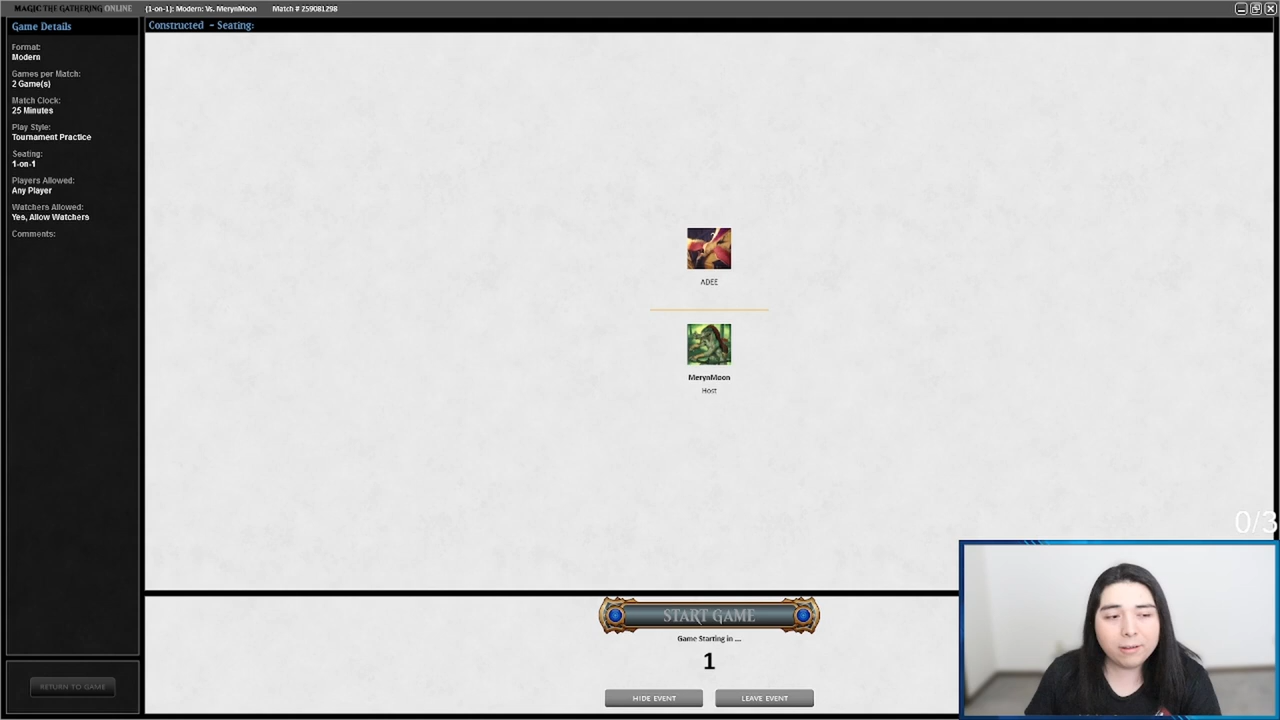 MAGIC THE GATHERING ONLINE (1-on-1): Modern: Vs. MerynMoon Match # 259081298
Game Details
Constructed - Seating:
Format:
Modern
Games per Match:
2 Game(s)
Match Clock:
25 Minutes
Play Style:
Tournament Practice
Seating:
1-on-1
Players Allowed:
Any Player
Watchers Allowed:
Yes, Allow Watchers
Comments:
ADEE
MerynMoon
Host
0/3
START GAME
Game Starting in ...
1
RETURN TO GAME
HIDE EVENT
LEAVE EVENT